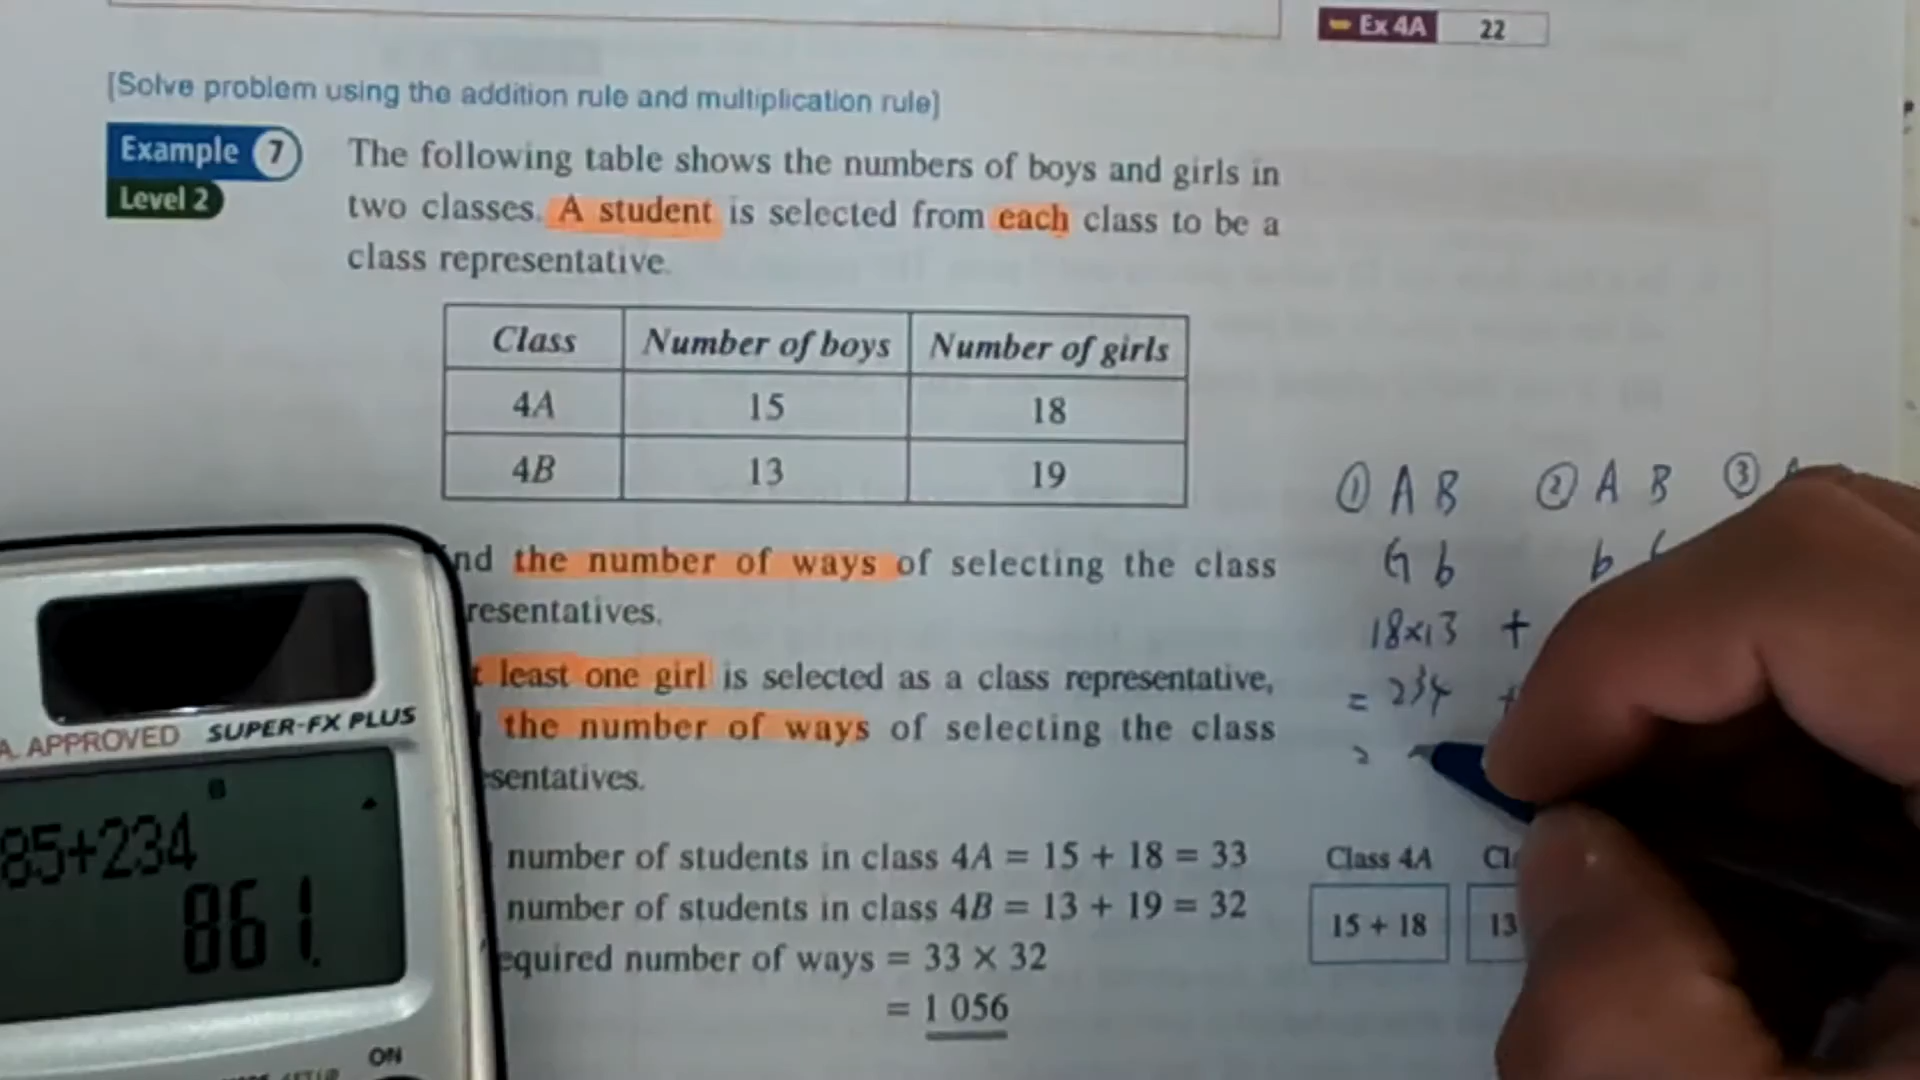 Ex 4A 22
[Solve problem using the addition rule and multiplication rule]
Example 7 The following table shows the numbers of boys and girls in
Level 2 two classes. A student is selected from each class to be a
class representative.
Class Number of boys Number of girls
4A 15 18
4B 13 19
① A B ② A B ③
nd the number of ways of selecting the class
G b b
resentatives.
18×13 +
t least one girl is selected as a class representative,
= 234 +
the number of ways of selecting the class
sentatives.
number of students in class 4A = 15 + 18 = 33
number of students in class 4B = 13 + 19 = 32
equired number of ways = 33 × 32
= 1 056
Class 4A Cl
15 + 18 13
A. APPROVED SUPER-FX PLUS
85+234
861.
ON